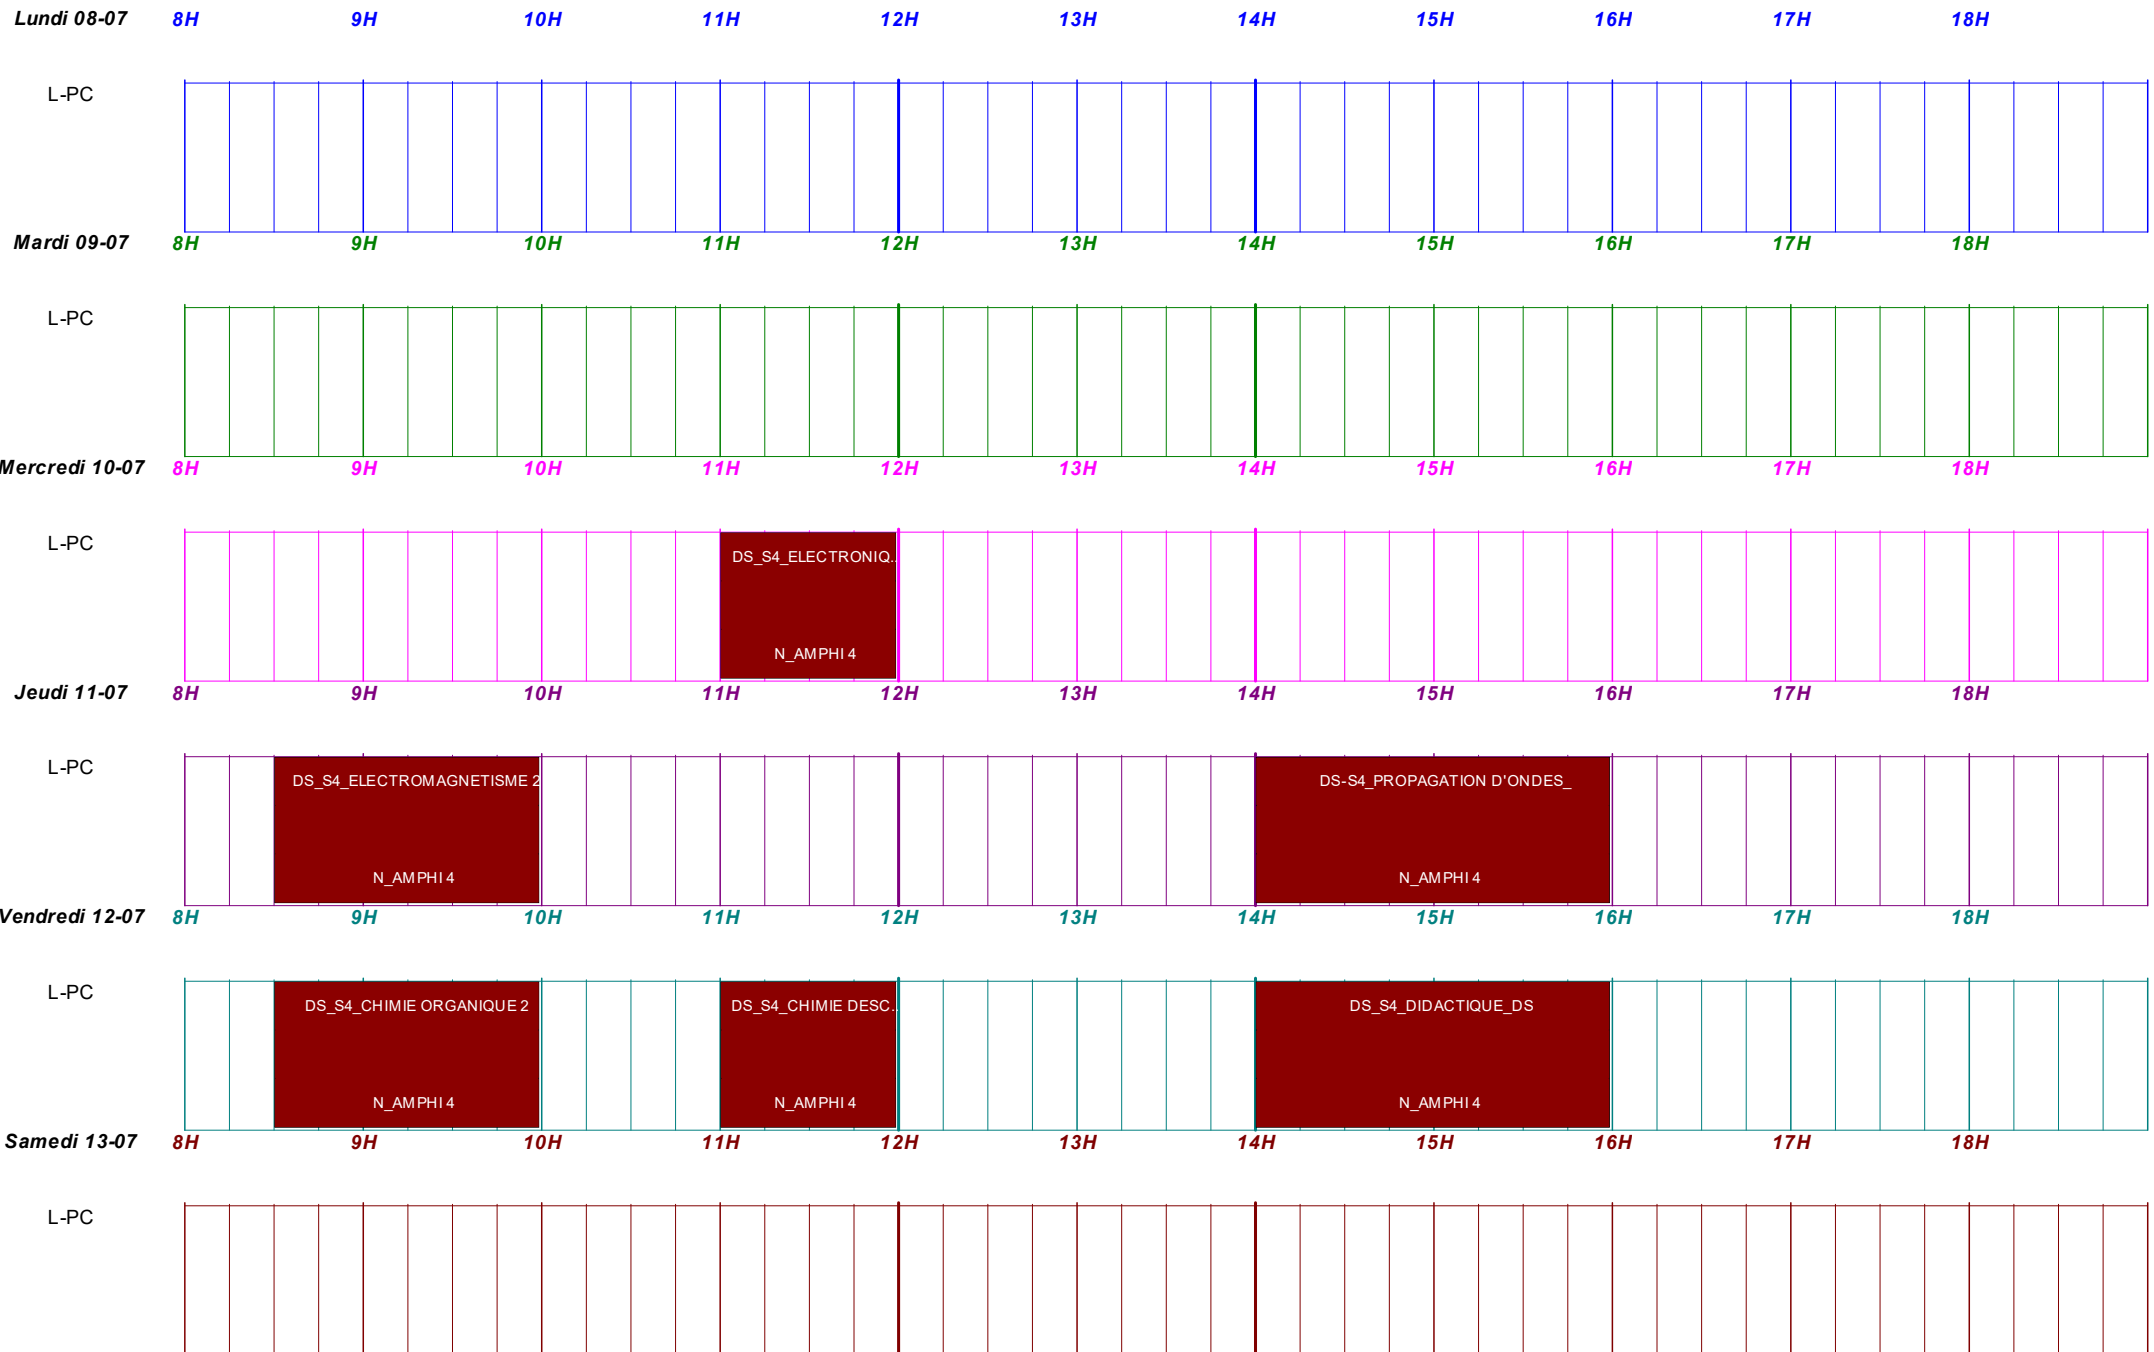 Lundi 08-07 8H 9H 10H 11H 12H 13H 14H 15H 16H 17H 18H
L-PC
Mardi 09-07 8H 9H 10H 11H 12H 13H 14H 15H 16H 17H 18H
L-PC
Mercredi 10-07 8H 9H 10H 11H 12H 13H 14H 15H 16H 17H 18H
L-PC
DS_S4_ELECTRONIQ..
N_AMPHI 4
Jeudi 11-07 8H 9H 10H 11H 12H 13H 14H 15H 16H 17H 18H
L-PC
DS_S4_ELECTROMAGNETISME 2 DS-S4_PROPAGATION D'ONDES_
N_AMPHI 4 N_AMPHI 4
Vendredi 12-07 8H 9H 10H 11H 12H 13H 14H 15H 16H 17H 18H
L-PC
DS_S4_CHIMIE ORGANIQUE 2 DS_S4_CHIMIE DESC.. DS_S4_DIDACTIQUE_DS
N_AMPHI 4 N_AMPHI 4 N_AMPHI 4
Samedi 13-07 8H 9H 10H 11H 12H 13H 14H 15H 16H 17H 18H
L-PC